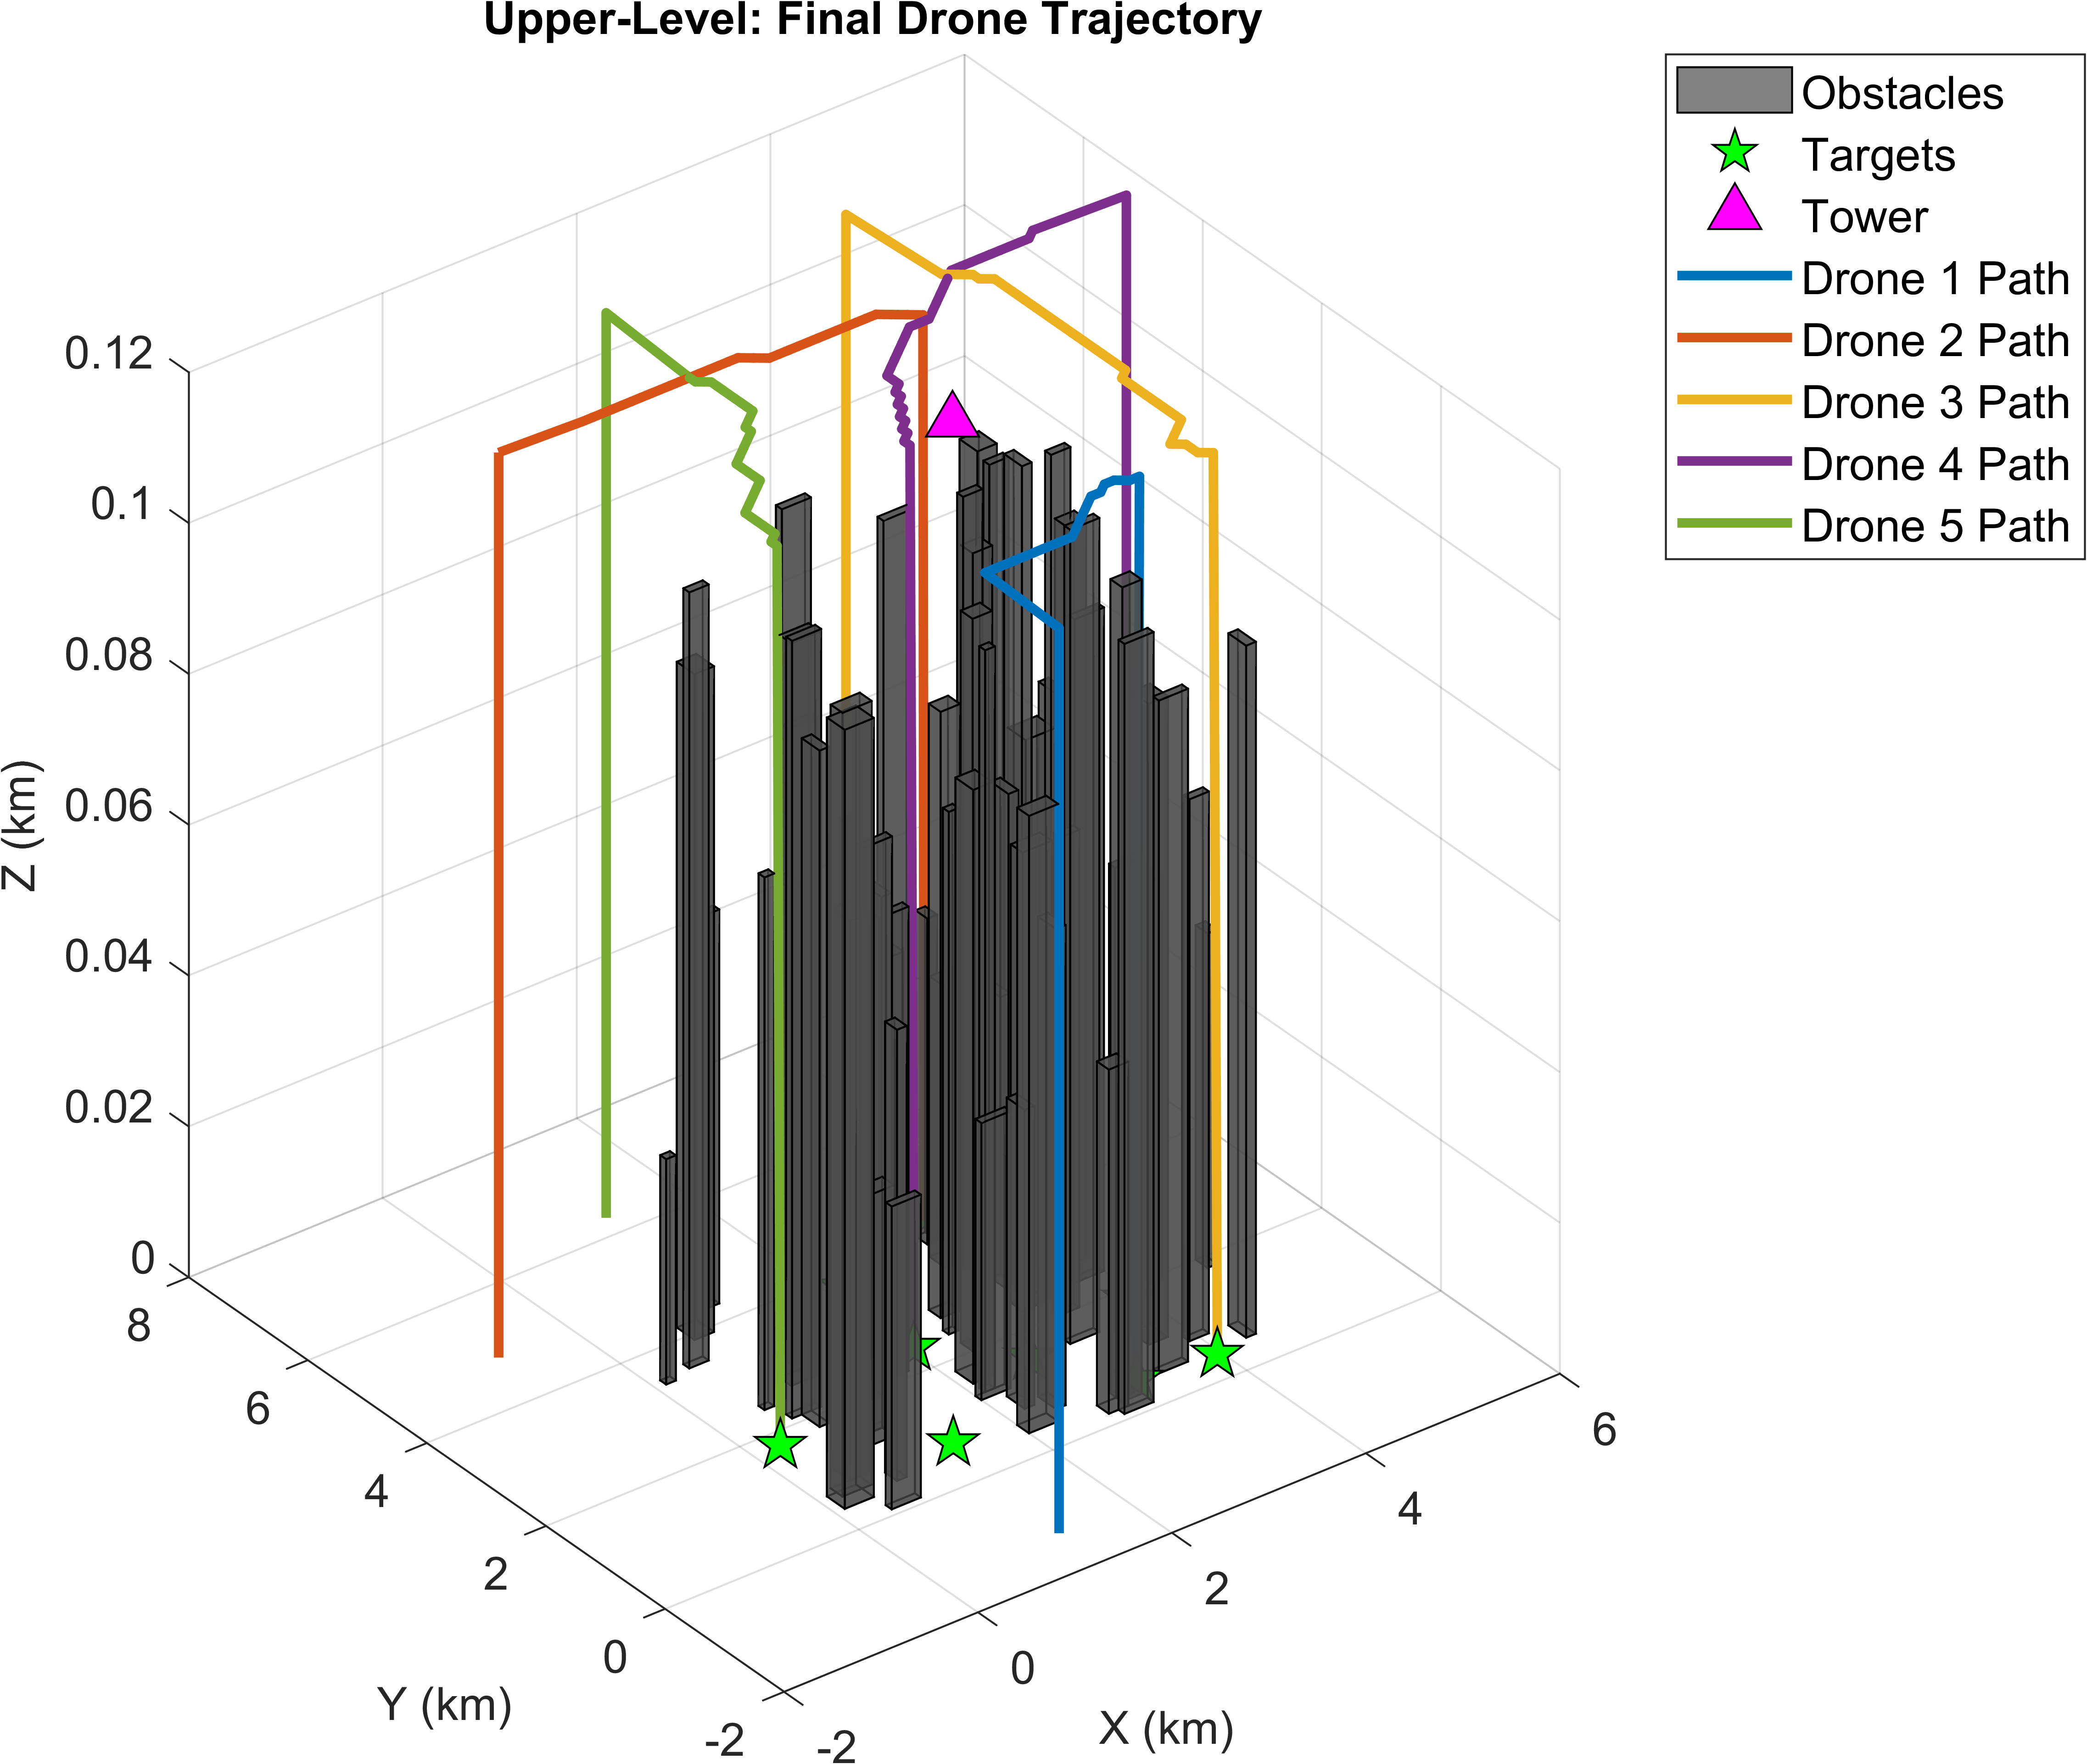 Upper-Level: Final Drone Trajectory
Obstacles
Targets
Tower
Drone 1 Path
Drone 2 Path
Drone 3 Path
Drone 4 Path
Drone 5 Path
0.12
0.1
0.08
0.06
0.04
0.02
0
Z (km)
8
6
4
2
0
-2
Y (km)
-2
0
2
4
6
X (km)